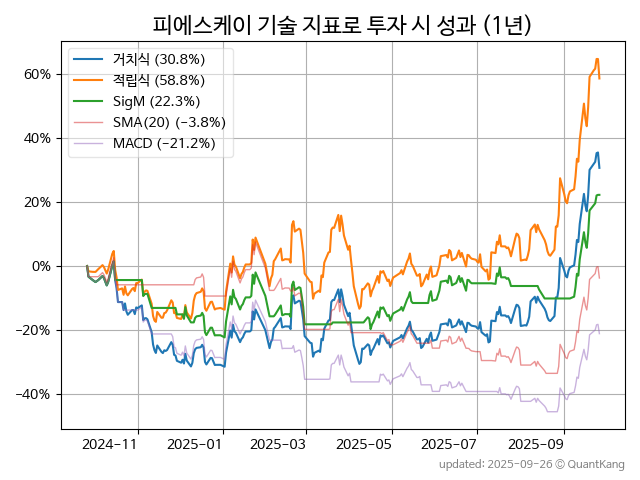 피에스케이 기술 지표로 투자 시 성과 (1년)
거치식 (30.8%)
적립식 (58.8%)
SigM (22.3%)
SMA(20) (−3.8%)
MACD (−21.2%)
60%
40%
20%
0%
−20%
−40%
2024-11
2025-01
2025-03
2025-05
2025-07
2025-09
updated: 2025-09-26 © QuantKang